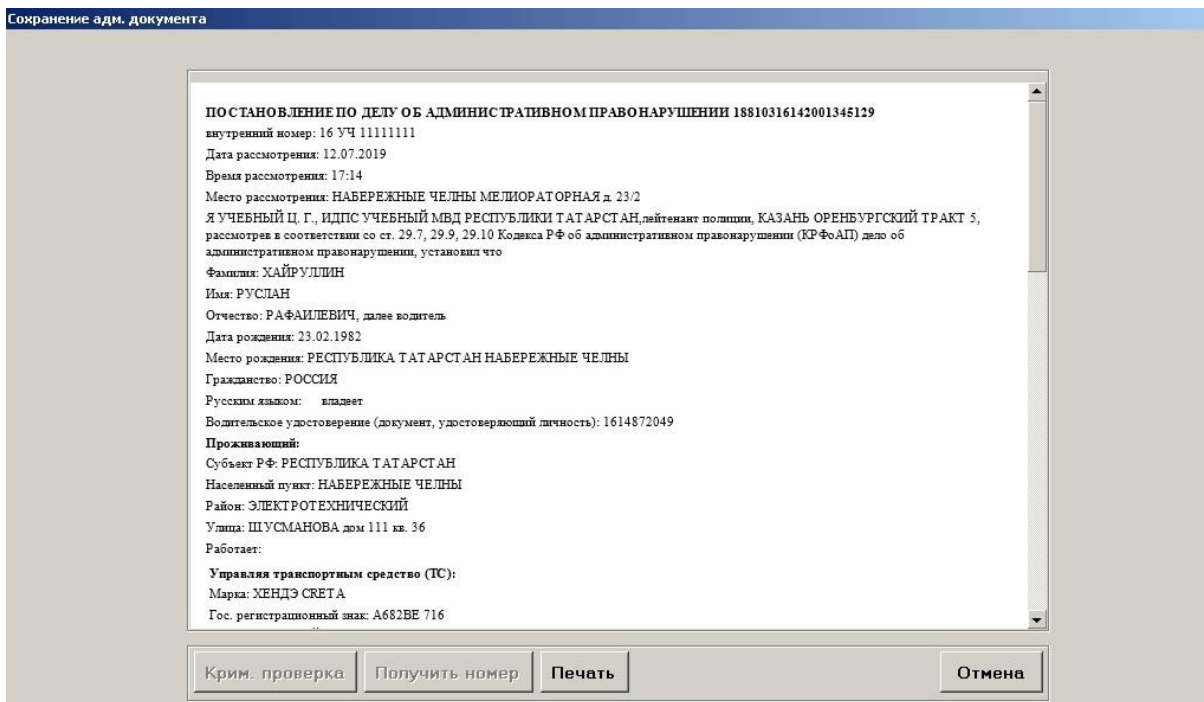 Сохранение адм. документа
ПОСТАНОВЛЕНИЕ ПО ДЕЛУ ОБ АДМИНИСТРАТИВНОМ ПРАВОНАРУШЕНИИ 18810316142001345129
внутренний номер: 16 УЧ 11111111
Дата рассмотрения: 12.07.2019
Время рассмотрения: 17:14
Место рассмотрения: НАБЕРЕЖНЫЕ ЧЕЛНЫ МЕЛИОРАТОРНАЯ д. 23/2
Я УЧЕБНЫЙ Ц. Г., ИДПС УЧЕБНЫЙ МВД РЕСПУБЛИКИ ТАТАРСТАН,лейтенант полиции, КАЗАНЬ ОРЕНБУРГСКИЙ ТРАКТ 5,
рассмотрев в соответствии со ст. 29.7, 29.9, 29.10 Кодекса РФ об административном правонарушении (КРФоАП) дело об
административном правонарушении, установил что
Фамилия: ХАЙРУЛЛИН
Имя: РУСЛАН
Отчество: РАФАИЛЕВИЧ, далее водитель
Дата рождения: 23.02.1982
Место рождения: РЕСПУБЛИКА ТАТАРСТАН НАБЕРЕЖНЫЕ ЧЕЛНЫ
Гражданство: РОССИЯ
Русским языком: владеет
Водительское удостоверение (документ, удостоверяющий личность): 1614872049
Проживающий:
Субъект РФ: РЕСПУБЛИКА ТАТАРСТАН
Населенный пункт: НАБЕРЕЖНЫЕ ЧЕЛНЫ
Район: ЭЛЕКТРОТЕХНИЧЕСКИЙ
Улица: Ш.УСМАНОВА дом 111 кв. 36
Работает:
Управляя транспортным средство (ТС):
Марка: ХЕНДЭ CRETA
Гос. регистрационный знак: А682ВЕ 716
Крим. проверка
Получить номер
Печать
Отмена